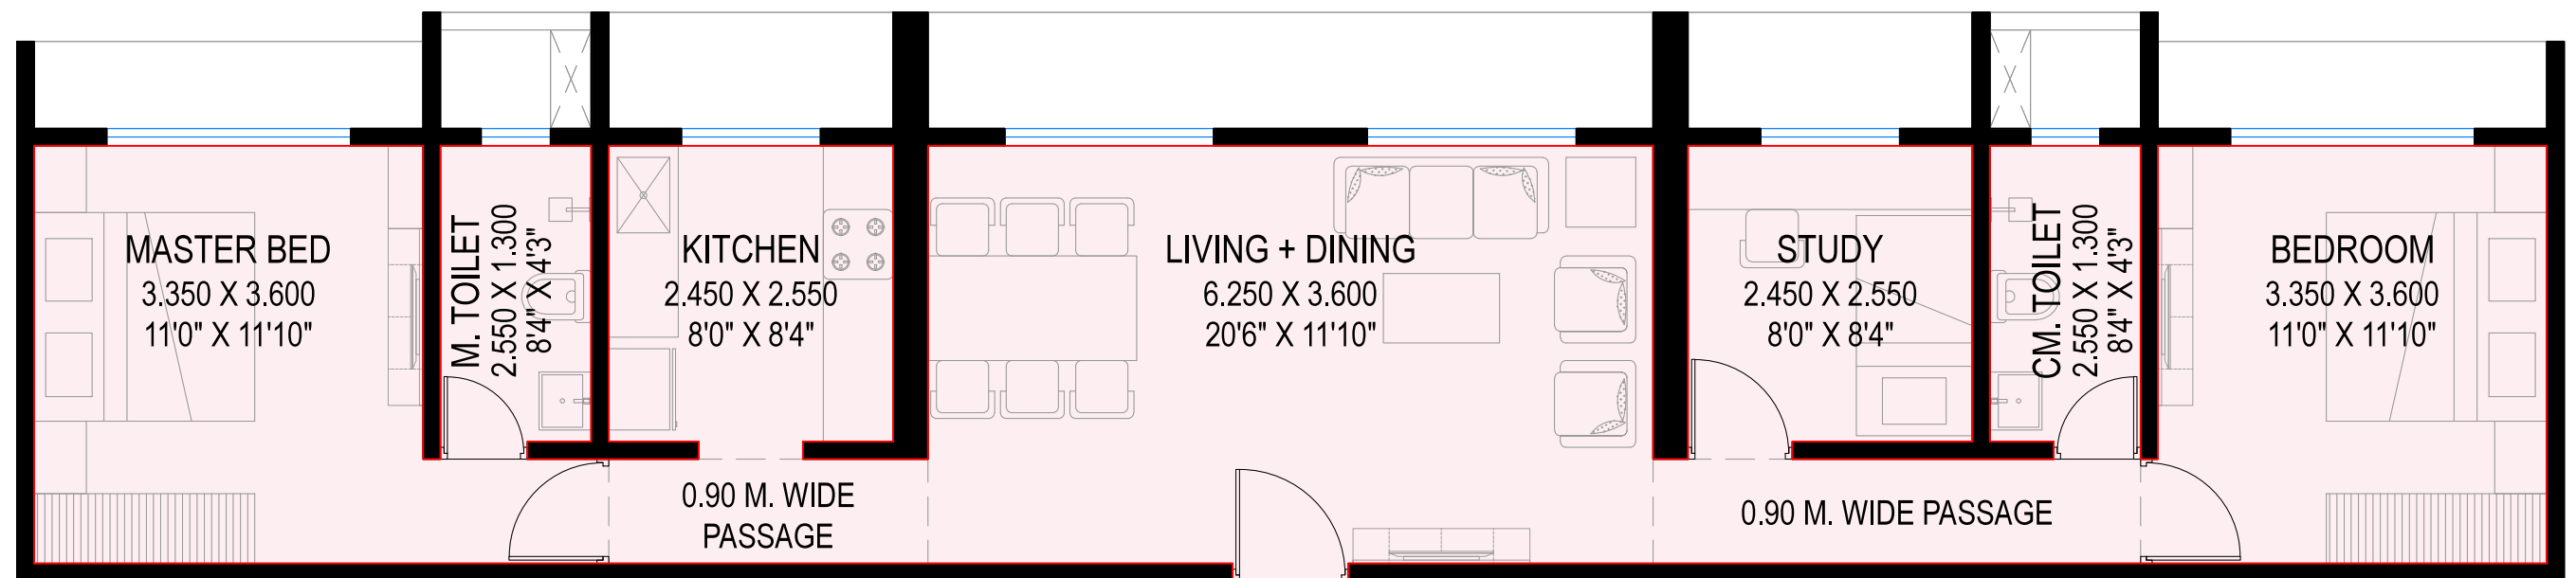 MASTER BED
3.350 X 3.600
11'0" X 11'10"
M. TOILET
2.550 X 1.300
8'4" X 4'3"
KITCHEN
2.450 X 2.550
8'0" X 8'4"
LIVING + DINING
6.250 X 3.600
20'6" X 11'10"
STUDY
2.450 X 2.550
8'0" X 8'4"
CM. TOILET
2.550 X 1.300
8'4" X 4'3"
BEDROOM
3.350 X 3.600
11'0" X 11'10"
0.90 M. WIDE
PASSAGE
0.90 M. WIDE PASSAGE